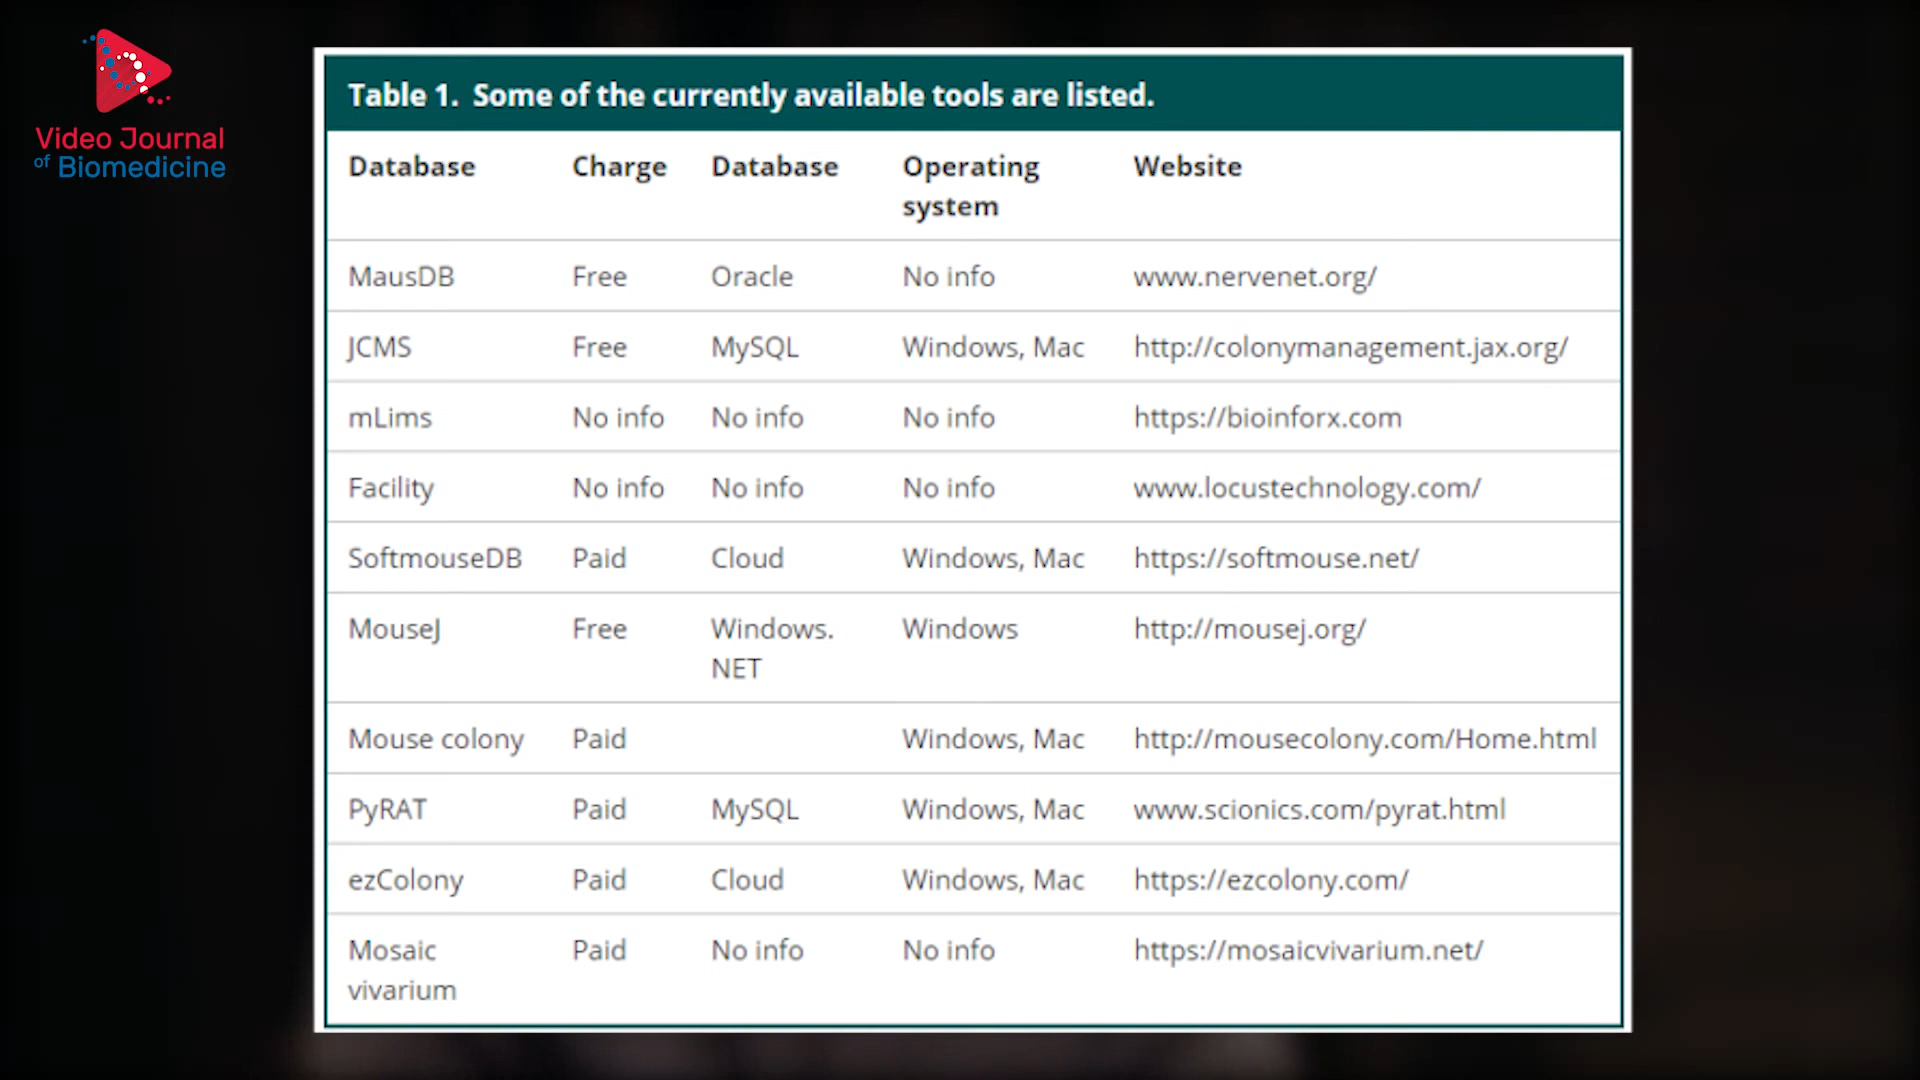 Video Journal
of Biomedicine
Table 1. Some of the currently available tools are listed.
Database Charge Database Operating system Website
MausDB Free Oracle No info www.nervenet.org/
JCMS Free MySQL Windows, Mac http://colonymanagement.jax.org/
mLims No info No info No info https://bioinforx.com
Facility No info No info No info www.locustechnology.com/
SoftmouseDB Paid Cloud Windows, Mac https://softmouse.net/
MouseJ Free Windows. NET Windows http://mousej.org/
Mouse colony Paid Windows, Mac http://mousecolony.com/Home.html
PyRAT Paid MySQL Windows, Mac www.scionics.com/pyrat.html
ezColony Paid Cloud Windows, Mac https://ezcolony.com/
Mosaic vivarium Paid No info No info https://mosaicvivarium.net/